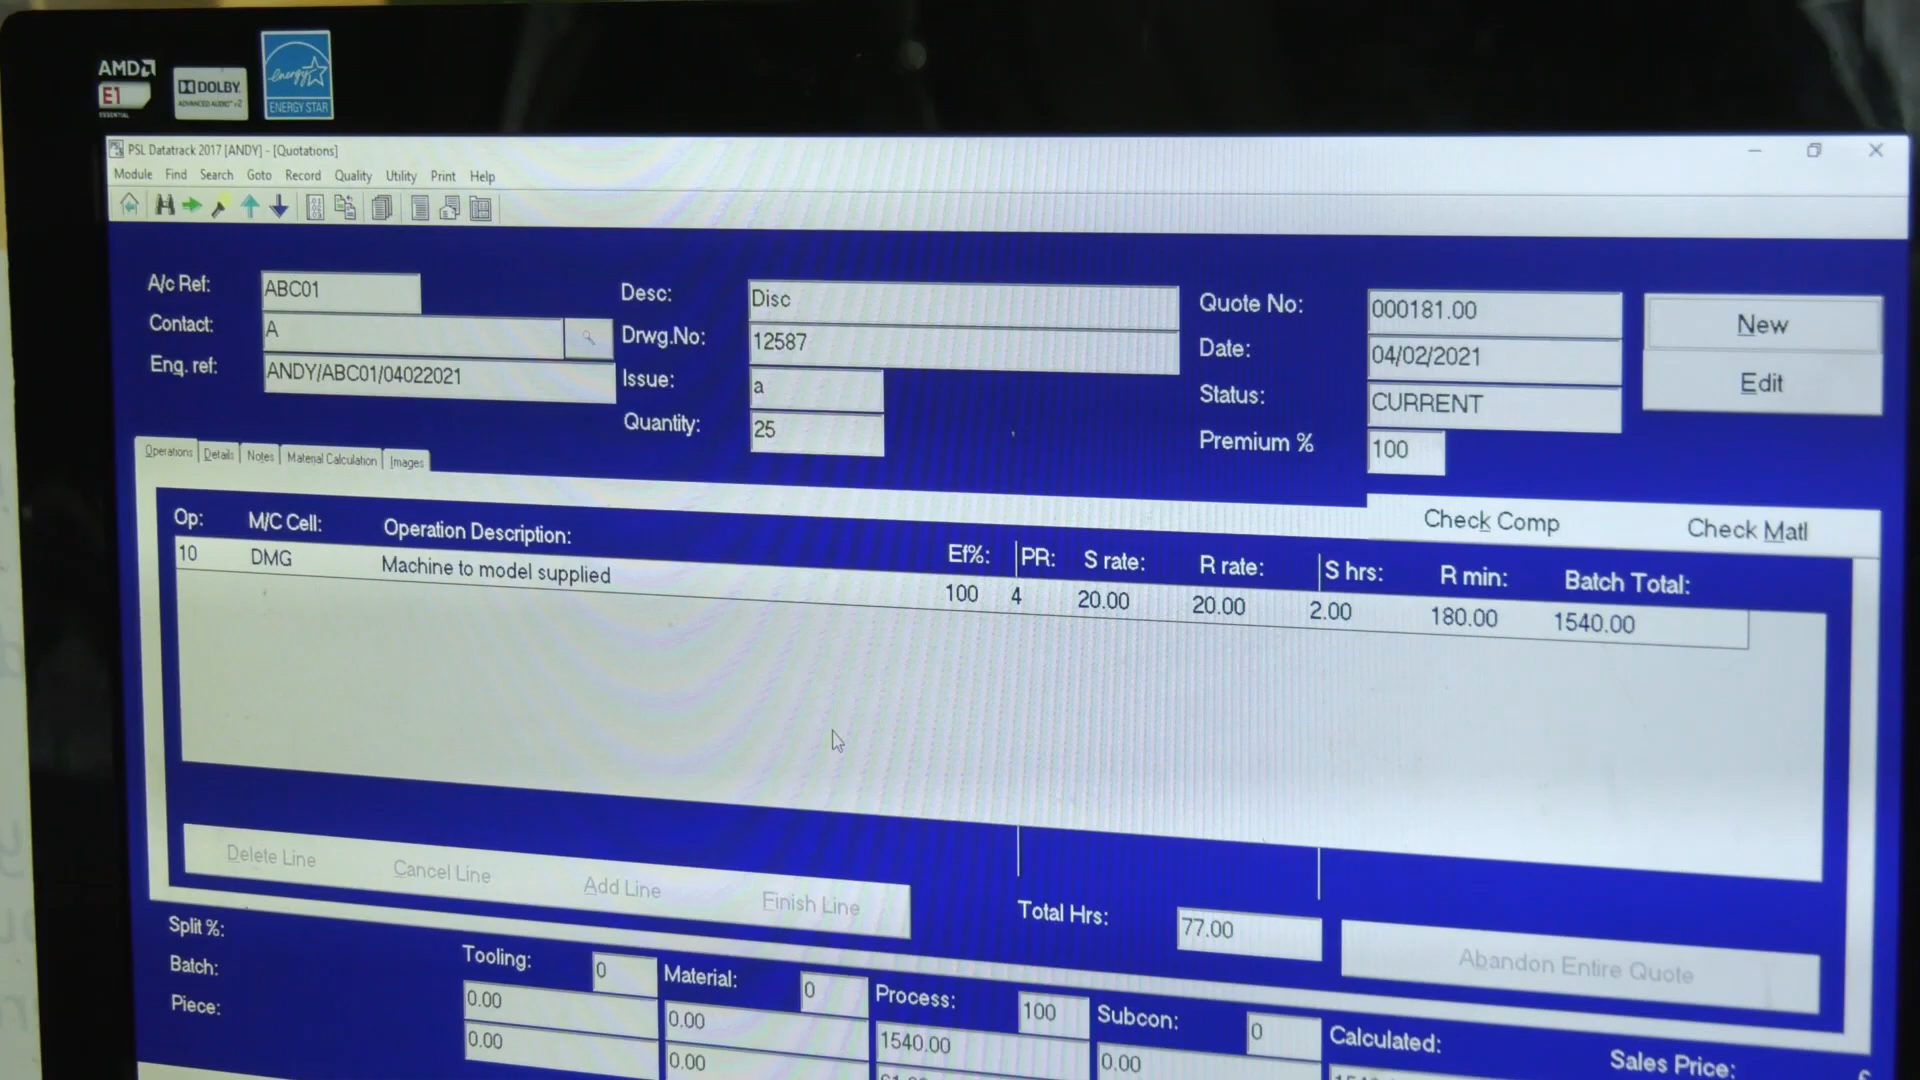 AMD
E1
ESSENTIAL
DOLBY
ADVANCED AUDIO v2
energy
ENERGY STAR
PSL Datatrack 2017 [ANDY] - [Quotations]
Module Find Search Goto Record Quality Utility Print Help
A/c Ref: ABC01
Contact: A
Eng. ref: ANDY/ABC01/04022021
Desc: Disc
Drwg.No: 12587
Issue: a
Quantity: 25
Quote No: 000181.00
Date: 04/02/2021
Status: CURRENT
Premium % 100
New
Edit
Operations Details Notes Material Calculation Images
Check Comp Check Matl
Op: M/C Cell: Operation Description: Ef%: PR: S rate: R rate: S hrs: R min: Batch Total:
10 DMG Machine to model supplied 100 4 20.00 20.00 2.00 180.00 1540.00
Delete Line Cancel Line Add Line Finish Line
Total Hrs: 77.00
Abandon Entire Quote
Split %: Tooling: 0 Material: 0 Process: 100 Subcon: 0 Calculated: Sales Price:
Batch: 0.00 0.00 1540.00 0.00
Piece: 0.00 0.00